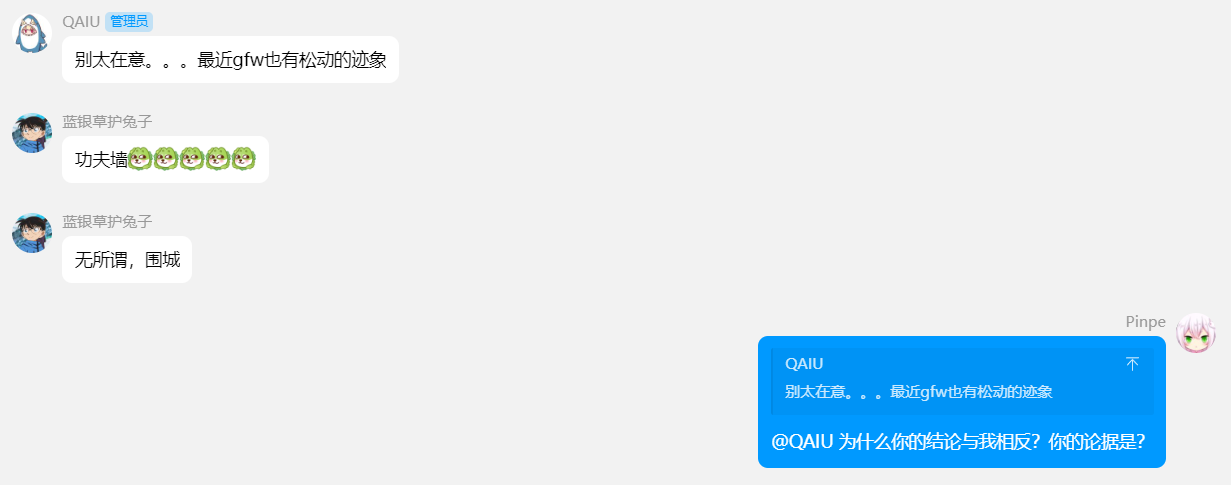 QAIU 管理员
别太在意。。。最近gfw也有松动的迹象
蓝银草护兔子
功夫墙
蓝银草护兔子
无所谓，围城
Pinpe
QAIU
别太在意。。。最近gfw也有松动的迹象
@QAIU 为什么你的结论与我相反？你的论据是？